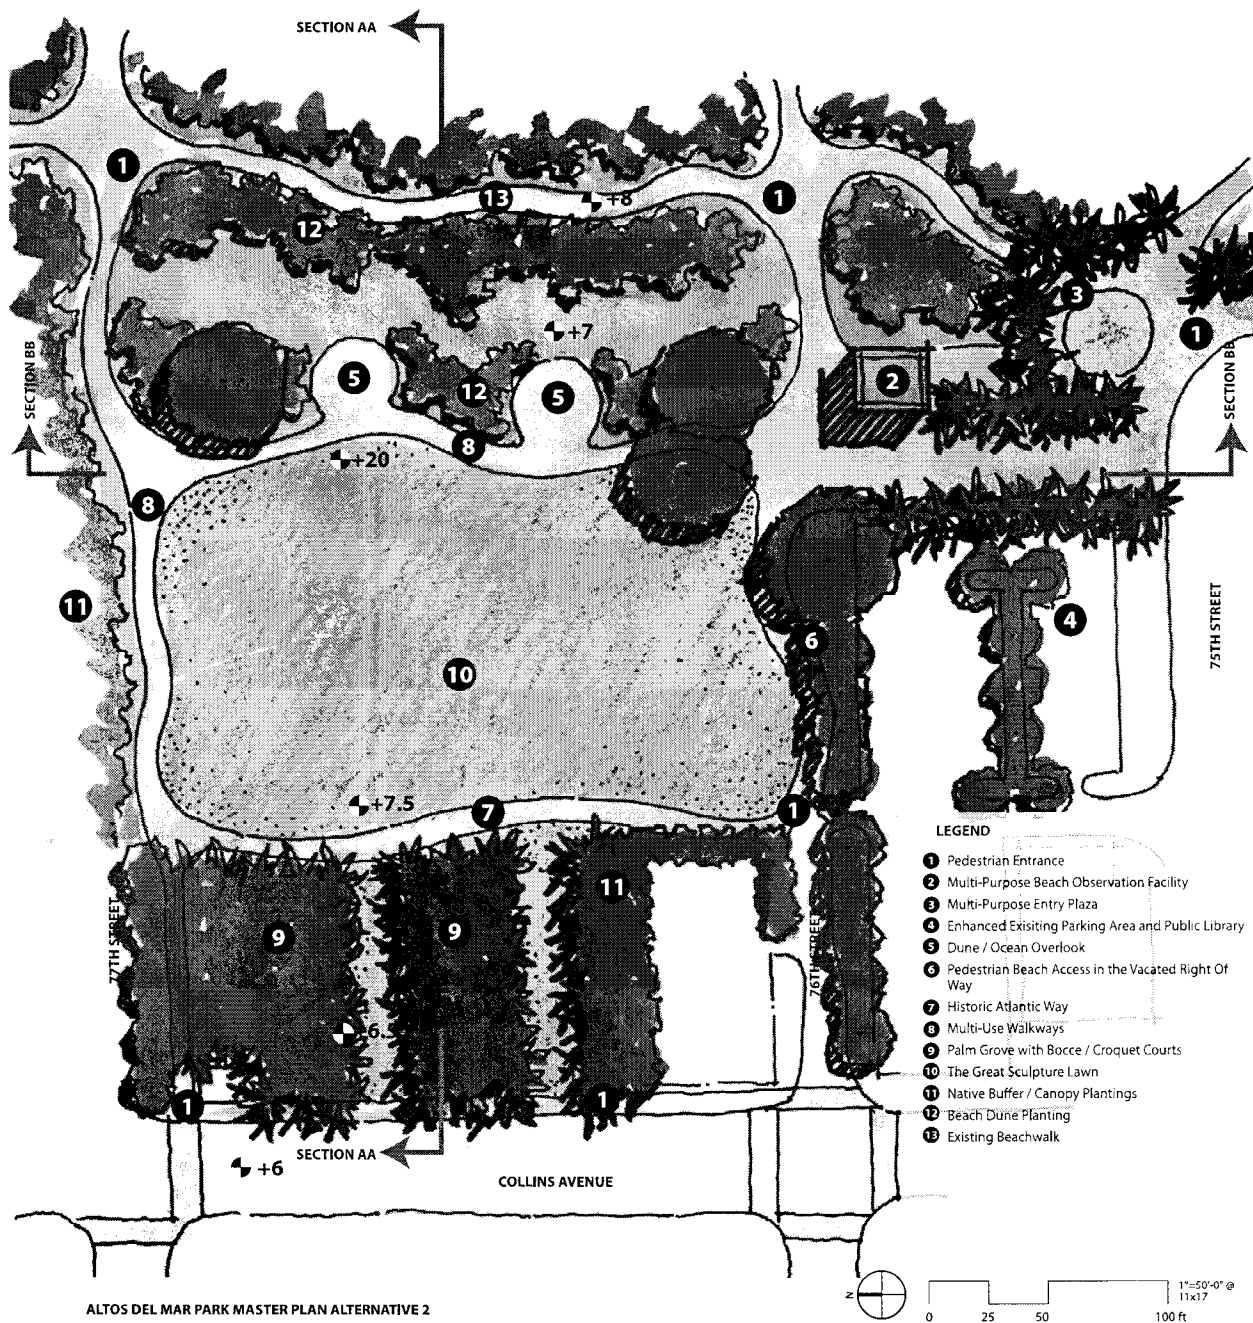 SECTION AA
1
1
13
+8
12
3
1
+7
SECTION BB
5
12
5
2
SECTION BB
8
+20
8
11
4
6
75TH STREET
10
+7.5
7
1
LEGEND
1 Pedestrian Entrance
2 Multi-Purpose Beach Observation Facility
3 Multi-Purpose Entry Plaza
4 Enhanced Exisiting Parking Area and Public Library
5 Dune / Ocean Overlook
6 Pedestrian Beach Access in the Vacated Right Of
Way
7 Historic Atlantic Way
8 Multi-Use Walkways
9 Palm Grove with Bocce / Croquet Courts
10 The Great Sculpture Lawn
11 Native Buffer / Canopy Plantings
12 Beach Dune Planting
13 Existing Beachwalk
11
9
9
77TH STREET
76TH STREET
1
1
SECTION AA
+6
COLLINS AVENUE
ALTOS DEL MAR PARK MASTER PLAN ALTERNATIVE 2
N
1"=50'-0" @
11x17
0 25 50 100 ft